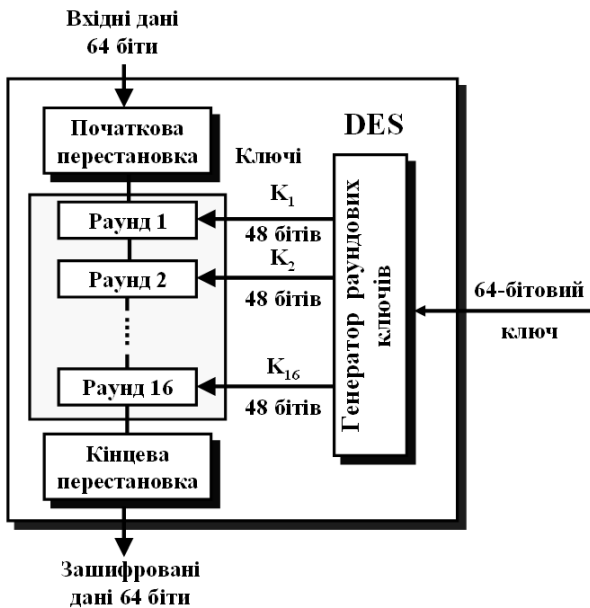 Вхідні дані
64 біти
Початкова
перестановка
DES
Ключі
K1
Раунд 1
48 бітів
K2
Раунд 2
48 бітів
K16
Раунд 16
48 бітів
Генератор раундових
ключів
64-бітовий
ключ
Кінцева
перестановка
Зашифровані
дані 64 біти